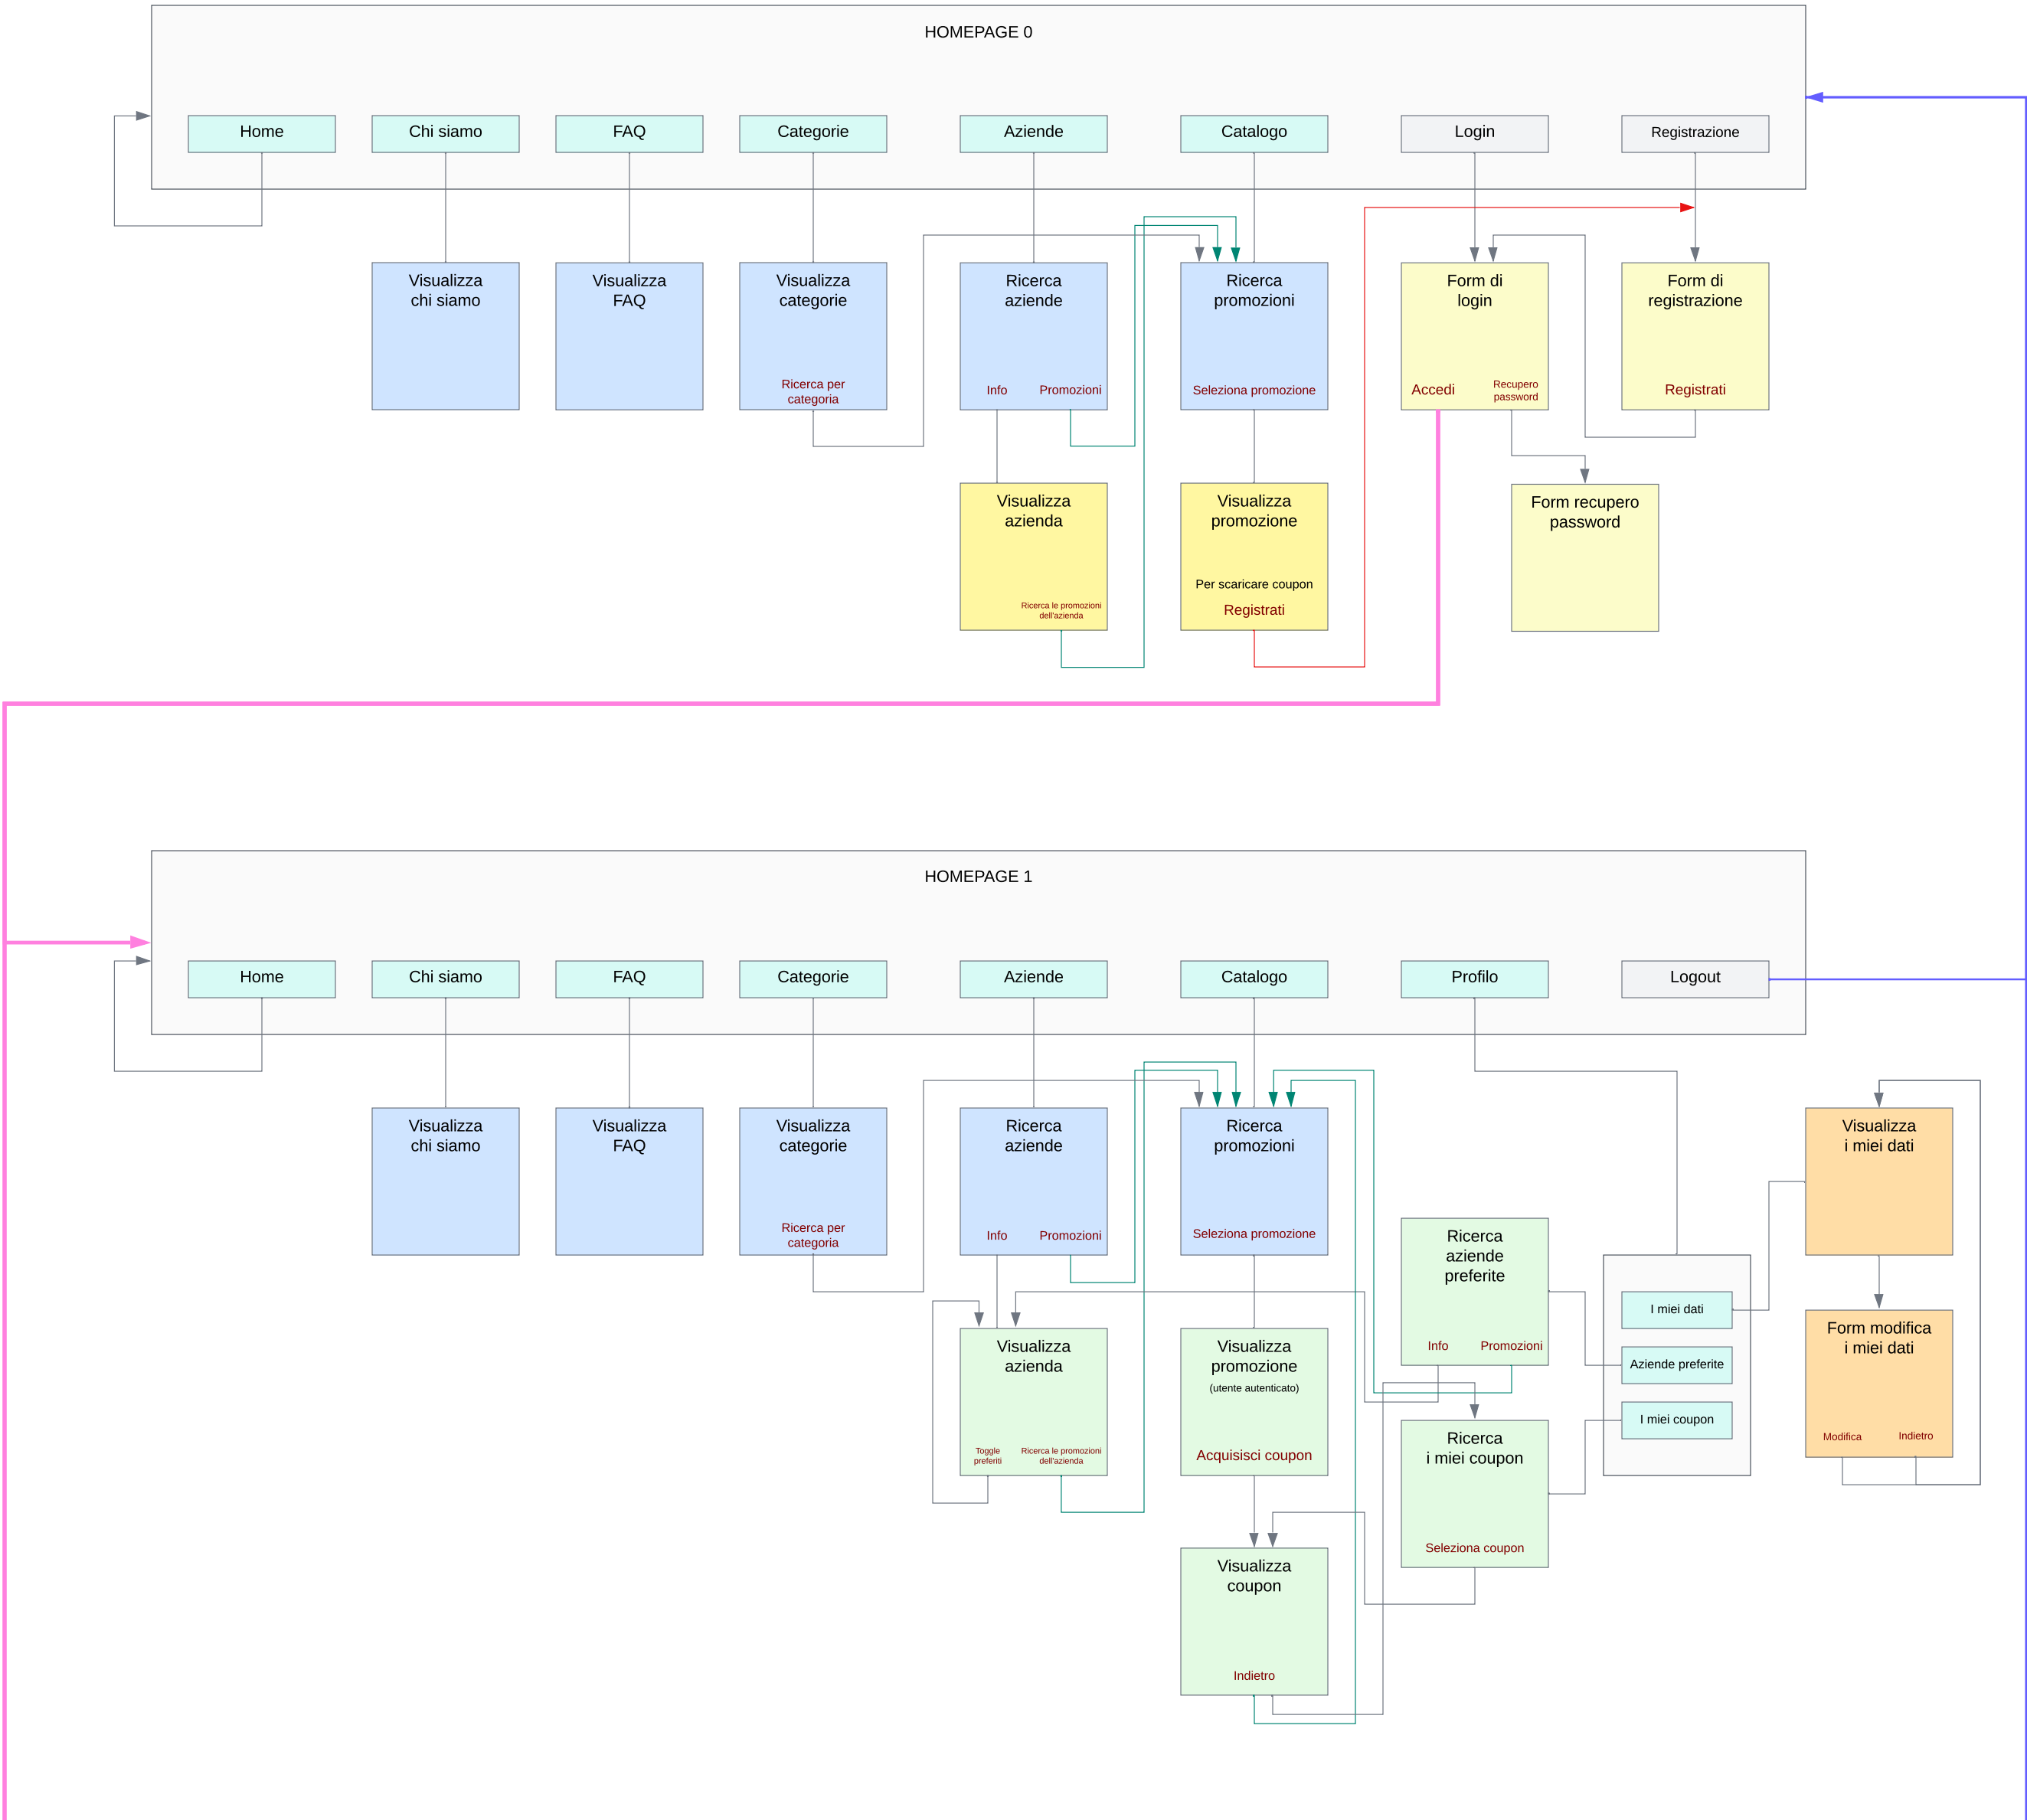 HOMEPAGE 0
Home
Chi siamo
FAQ
Categorie
Aziende
Catalogo
Login
Registrazione
Visualizza
chi siamo
Visualizza
FAQ
Visualizza
categorie
Ricerca per
categoria
Ricerca
aziende
Info
Promozioni
Ricerca
promozioni
Seleziona promozione
Form di
login
Accedi
Recupero
password
Form di
registrazione
Registrati
Visualizza
azienda
Ricerca le promozioni
dell'azienda
Visualizza
promozione
Per scaricare coupon
Registrati
Form recupero
password
HOMEPAGE 1
Home
Chi siamo
FAQ
Categorie
Aziende
Catalogo
Profilo
Logout
Visualizza
chi siamo
Visualizza
FAQ
Visualizza
categorie
Ricerca per
categoria
Ricerca
aziende
Info
Promozioni
Ricerca
promozioni
Seleziona promozione
Ricerca
aziende
preferite
Info
Promozioni
I miei dati
Aziende preferite
I miei coupon
Visualizza
i miei dati
Form modifica
i miei dati
Modifica
Indietro
Visualizza
azienda
Toggle
preferiti
Ricerca le promozioni
dell'azienda
Visualizza
promozione
(utente autenticato)
Acquisisci coupon
Ricerca
i miei coupon
Seleziona coupon
Visualizza
coupon
Indietro